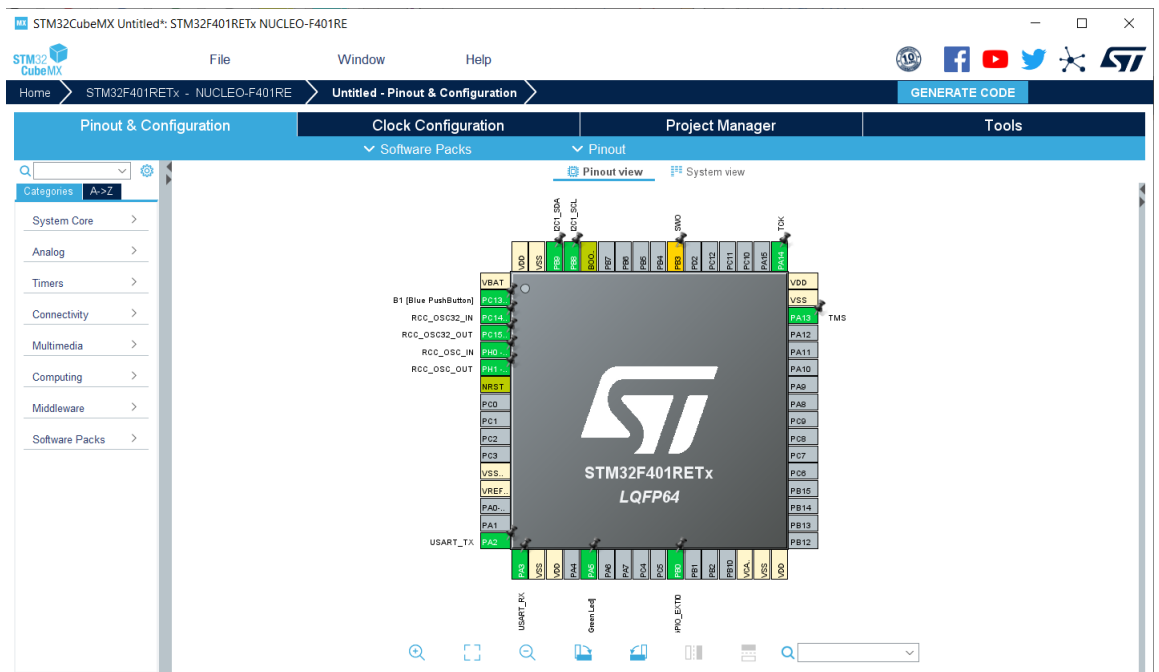 STM32CubeMX Untitled*: STM32F401RETx NUCLEO-F401RE
STM32 CubeMX File Window Help 10 ST
Home STM32F401RETx - NUCLEO-F401RE Untitled - Pinout & Configuration GENERATE CODE
Pinout & Configuration Clock Configuration Project Manager Tools
Software Packs Pinout
Pinout view System view
Categories A->Z
System Core
Analog
Timers
Connectivity
Multimedia
Computing
Middleware
Software Packs
I2C1_SDA I2C1_SCL SWO TCK
VDD VSS PB9 PB8 BOO.. PB7 PB6 PB5 PB4 PB3 PD2 PC12 PC11 PC10 PA15 PA14..
VBAT
B1 [Blue PushButton] PC13..
RCC_OSC32_IN PC14..
RCC_OSC32_OUT PC15..
RCC_OSC_IN PH0 -..
RCC_OSC_OUT PH1 -..
NRST
PC0
PC1
PC2
PC3
VSS..
VREF..
PA0-..
PA1
USART_TX PA2
STM32F401RETx
LQFP64
VDD
VSS
PA13 TMS
PA12
PA11
PA10
PA9
PA8
PC9
PC8
PC7
PC6
PB15
PB14
PB13
PB12
PA3 VSS VDD PA4 PA5 PA6 PA7 PC4 PC5 PB0 PB1 PB2 PB10 VCA.. VSS VDD
USART_RX Green Led] PIO_EXTI0